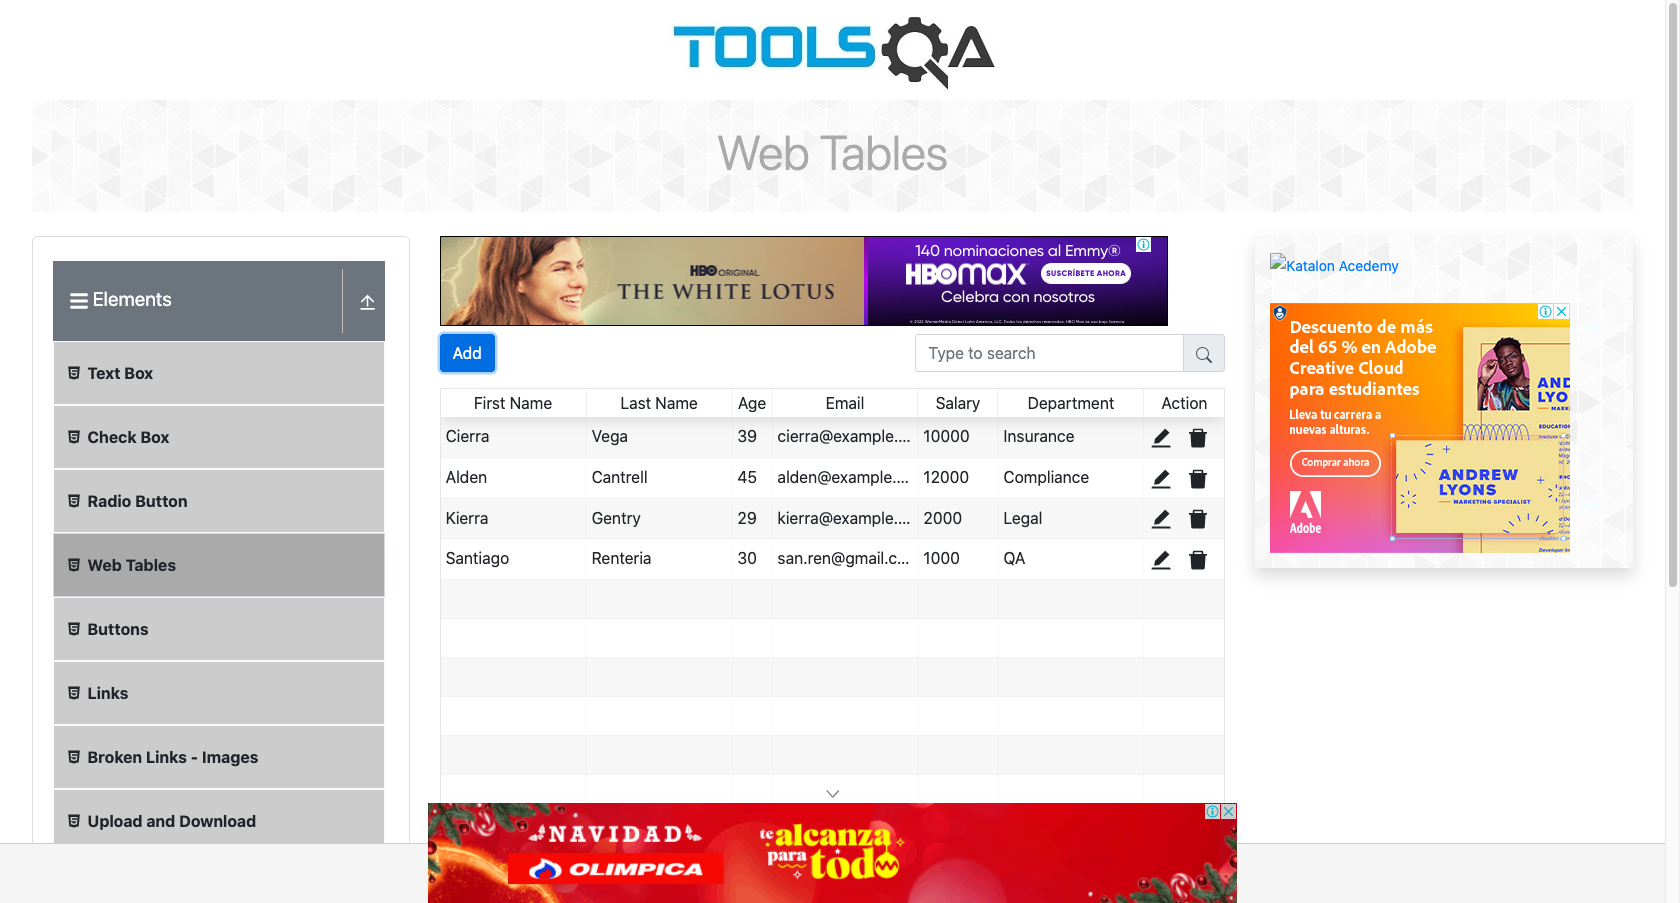 TOOLSQA
Web Tables
Elements
Text Box
Check Box
Radio Button
Web Tables
Buttons
Links
Broken Links - Images
Upload and Download
HBO ORIGINAL
THE WHITE LOTUS
140 nominaciones al Emmy®
HBOMAX
SUSCRÍBETE AHORA
Celebra con nosotros
Add
Type to search
First Name Last Name Age Email Salary Department Action
Cierra Vega 39 cierra@example.... 10000 Insurance
Alden Cantrell 45 alden@example.... 12000 Compliance
Kierra Gentry 29 kierra@example.... 2000 Legal
Santiago Renteria 30 san.ren@gmail.c... 1000 QA
Katalon Acedemy
Descuento de más
del 65 % en Adobe
Creative Cloud
para estudiantes
Lleva tu carrera a
nuevas alturas.
Comprar ahora
Adobe
ANDREW
LYONS
MARKETING SPECIALIST
NAVIDAD
OLIMPICA
te
alcanza
para
todo